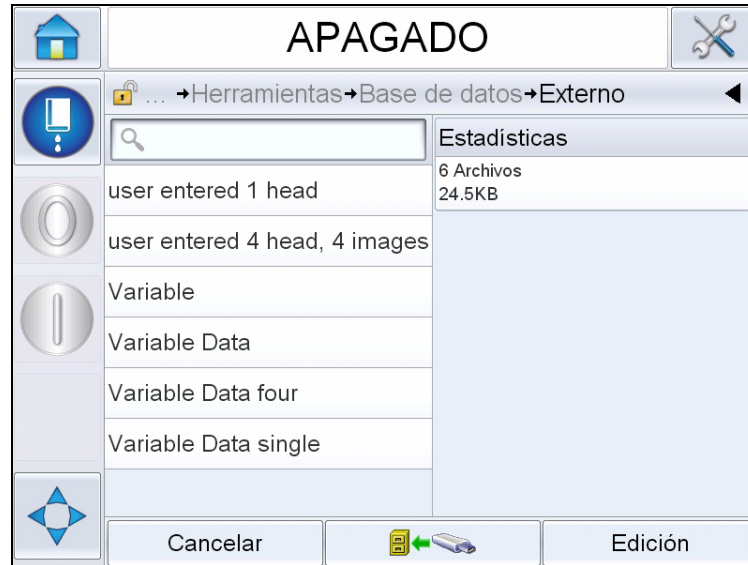 APAGADO
... →Herramientas→Base de datos→Externo
Estadísticas
6 Archivos
24.5KB
user entered 1 head
user entered 4 head, 4 images
Variable
Variable Data
Variable Data four
Variable Data single
Cancelar
Edición